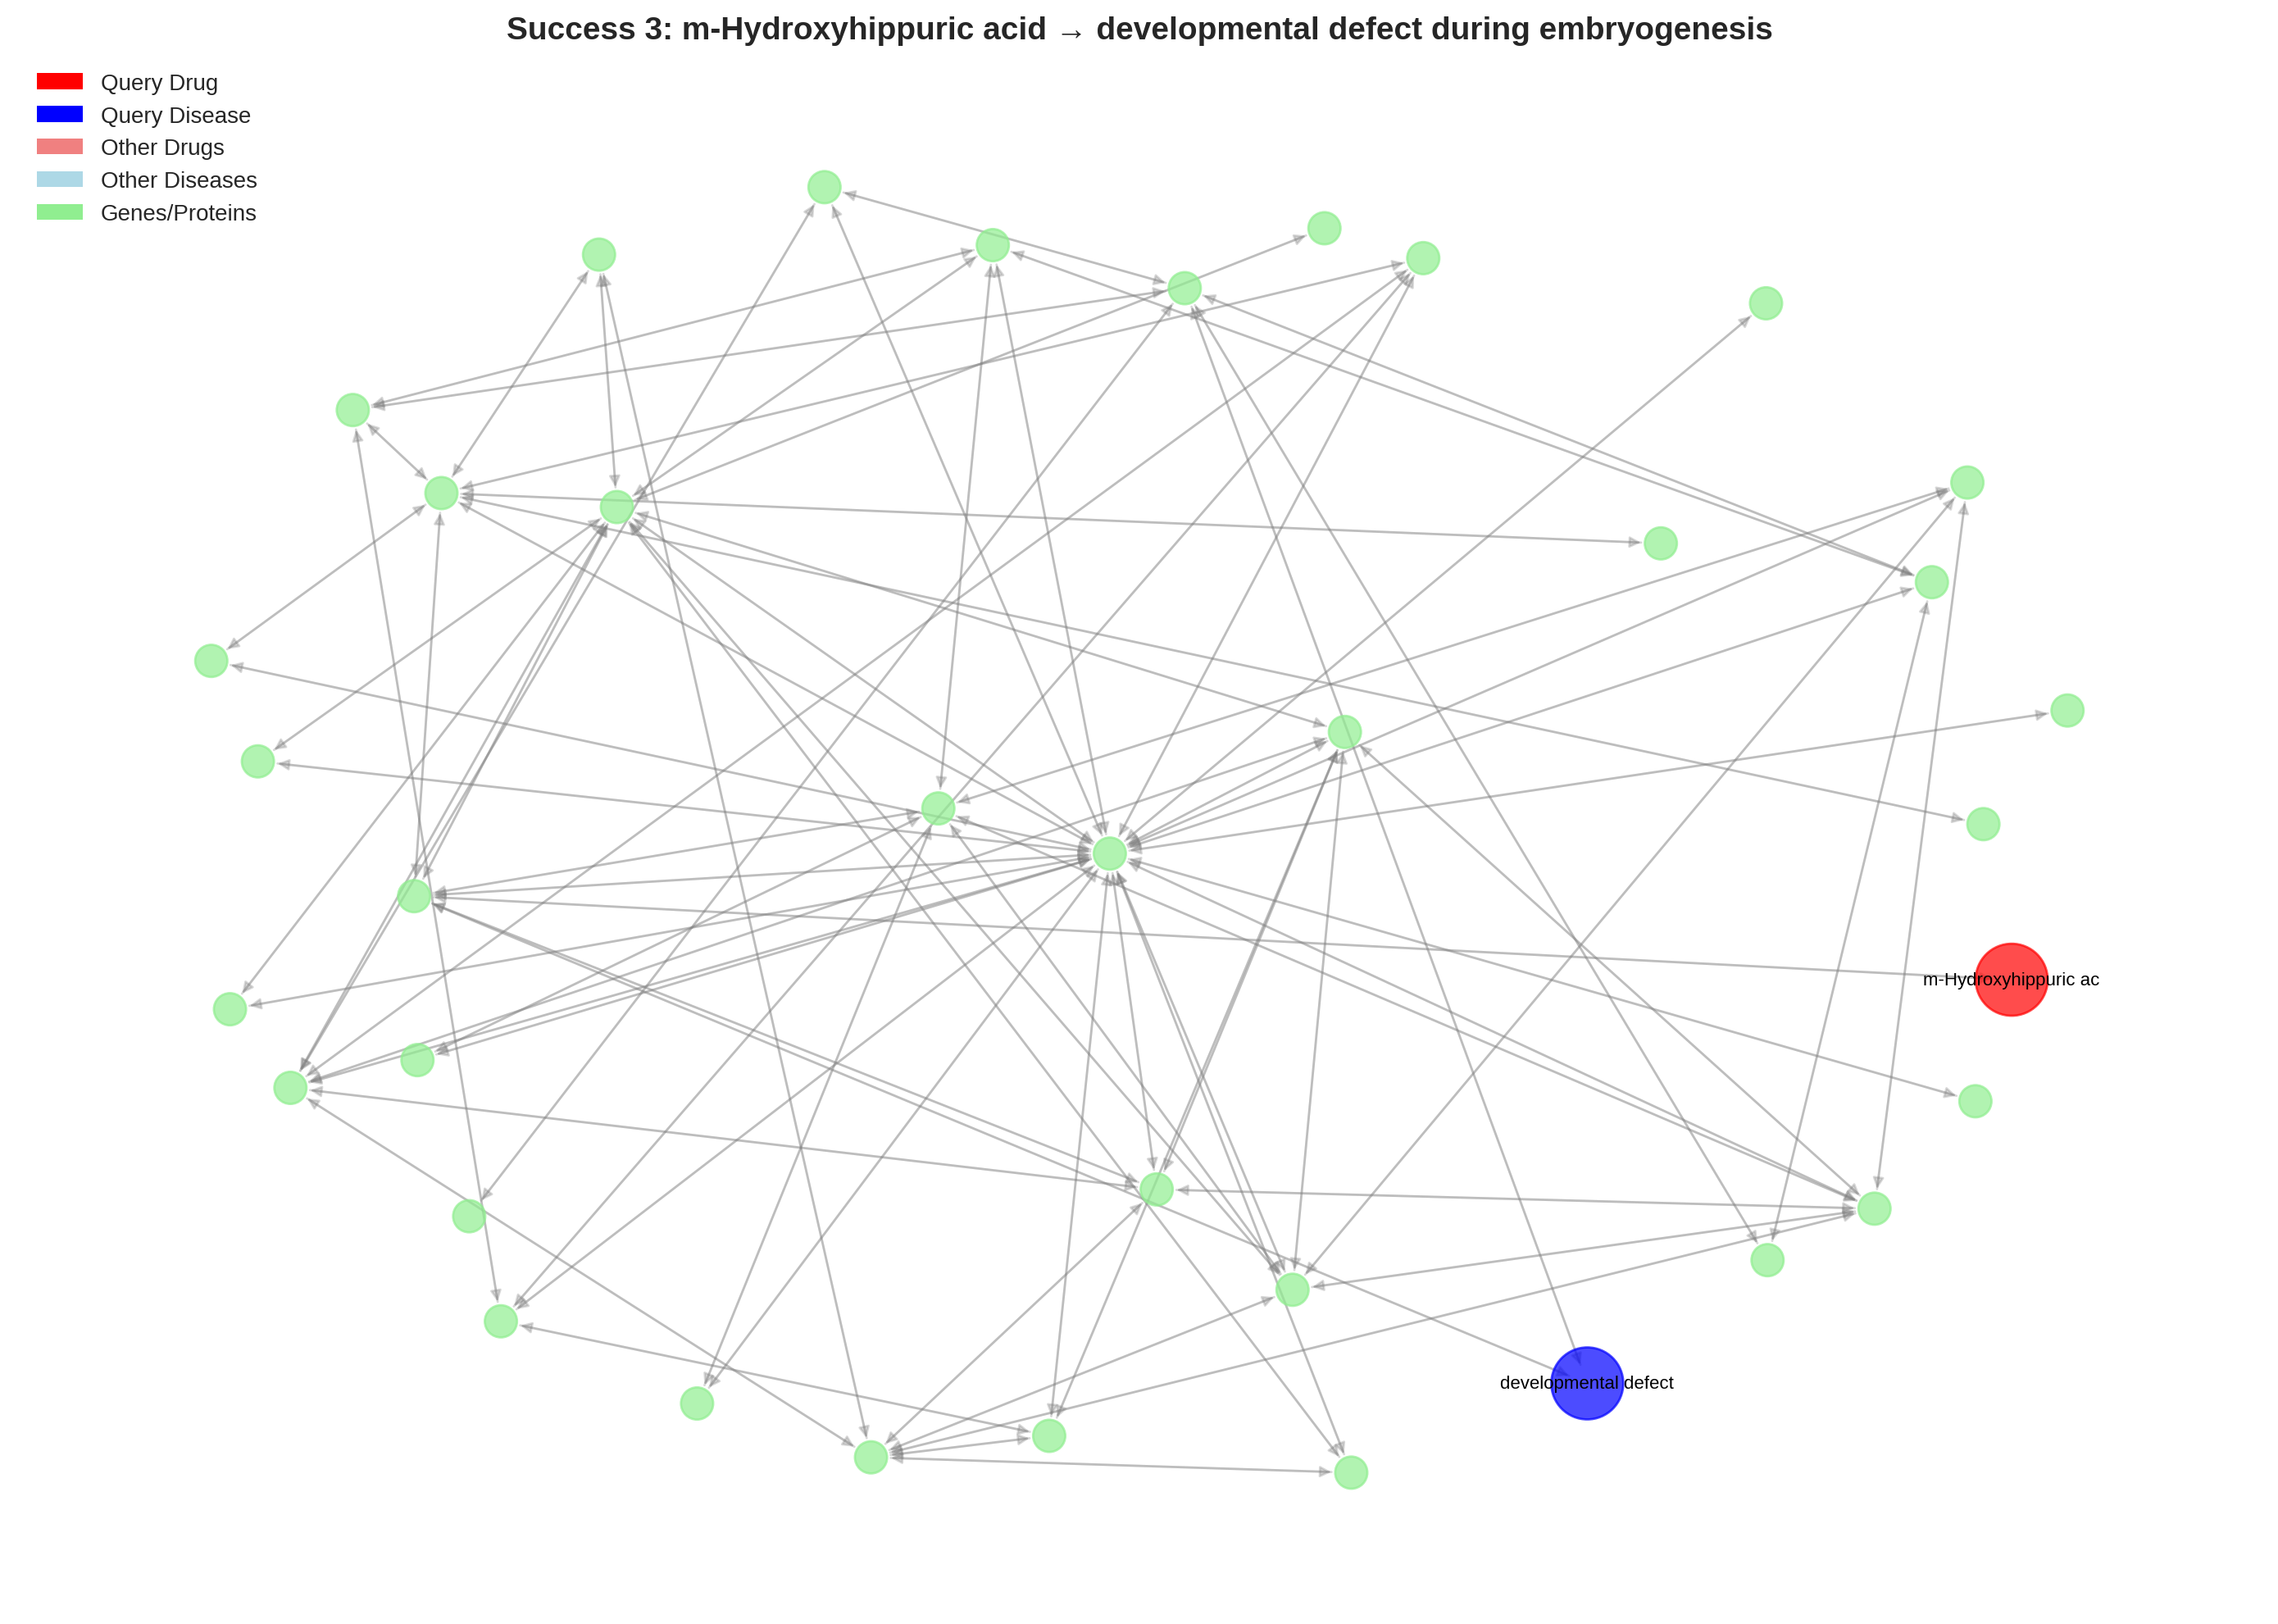 Success 3: m-Hydroxyhippuric acid → developmental defect during embryogenesis
Query Drug
Query Disease
Other Drugs
Other Diseases
Genes/Proteins
m-Hydroxyhippuric ac
developmental defect